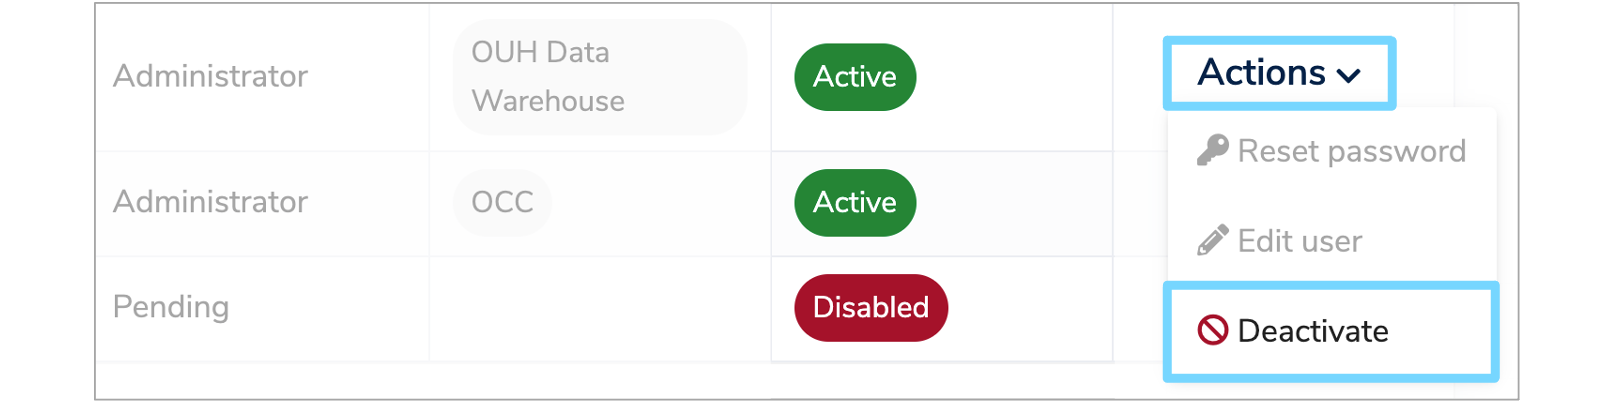 Administrator
OUH Data
Warehouse
Active
Actions
Reset password
Administrator
OCC
Active
Edit user
Pending
Disabled
Deactivate